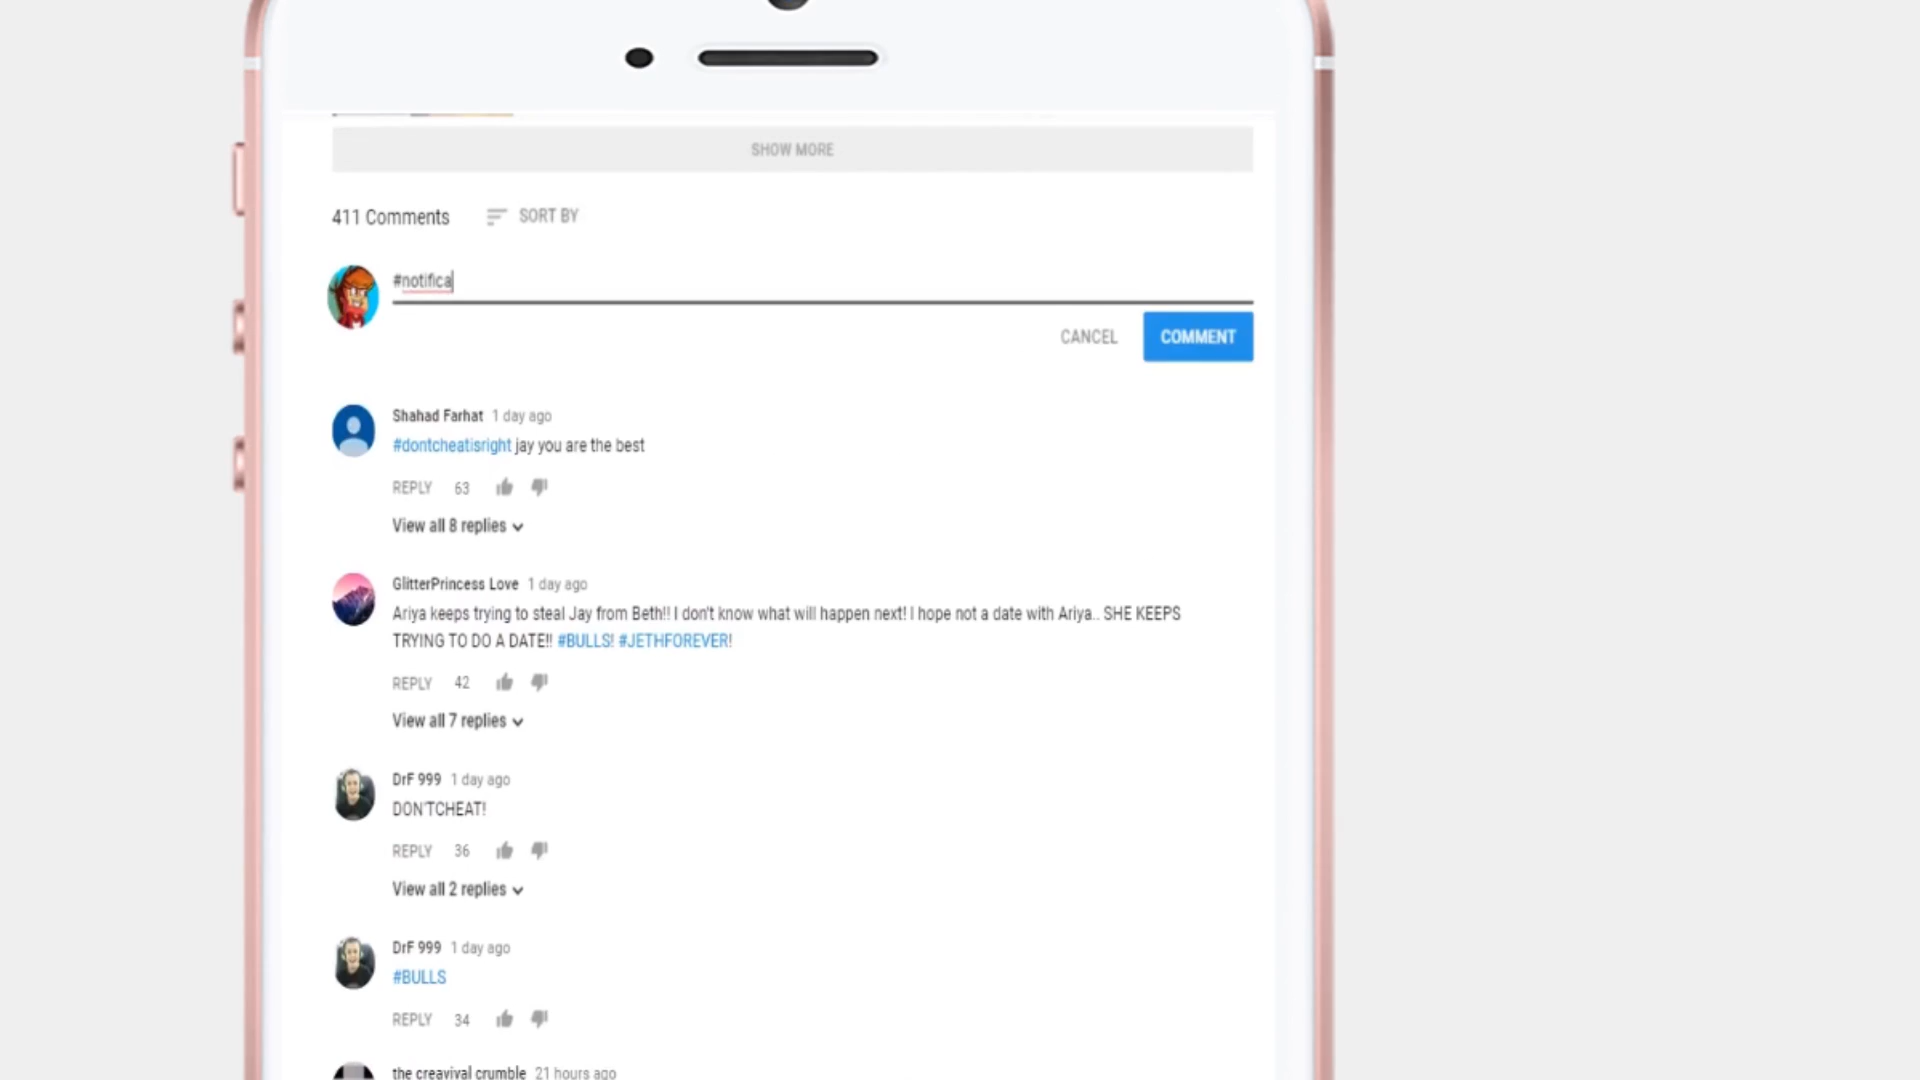 SHOW MORE
411 Comments SORT BY
#notifica
CANCEL COMMENT
Shahad Farhat 1 day ago
#dontcheatisright jay you are the best
REPLY 63
View all 8 replies
GlitterPrincess Love 1 day ago
Ariya keeps trying to steal Jay from Beth!! I don't know what will happen next! I hope not a date with Ariya.. SHE KEEPS
TRYING TO DO A DATE!! #BULLS! #JETHFOREVER!
REPLY 42
View all 7 replies
DrF 999 1 day ago
DON'TCHEAT!
REPLY 36
View all 2 replies
DrF 999 1 day ago
#BULLS
REPLY 34
the creavival crumble 21 hours ago